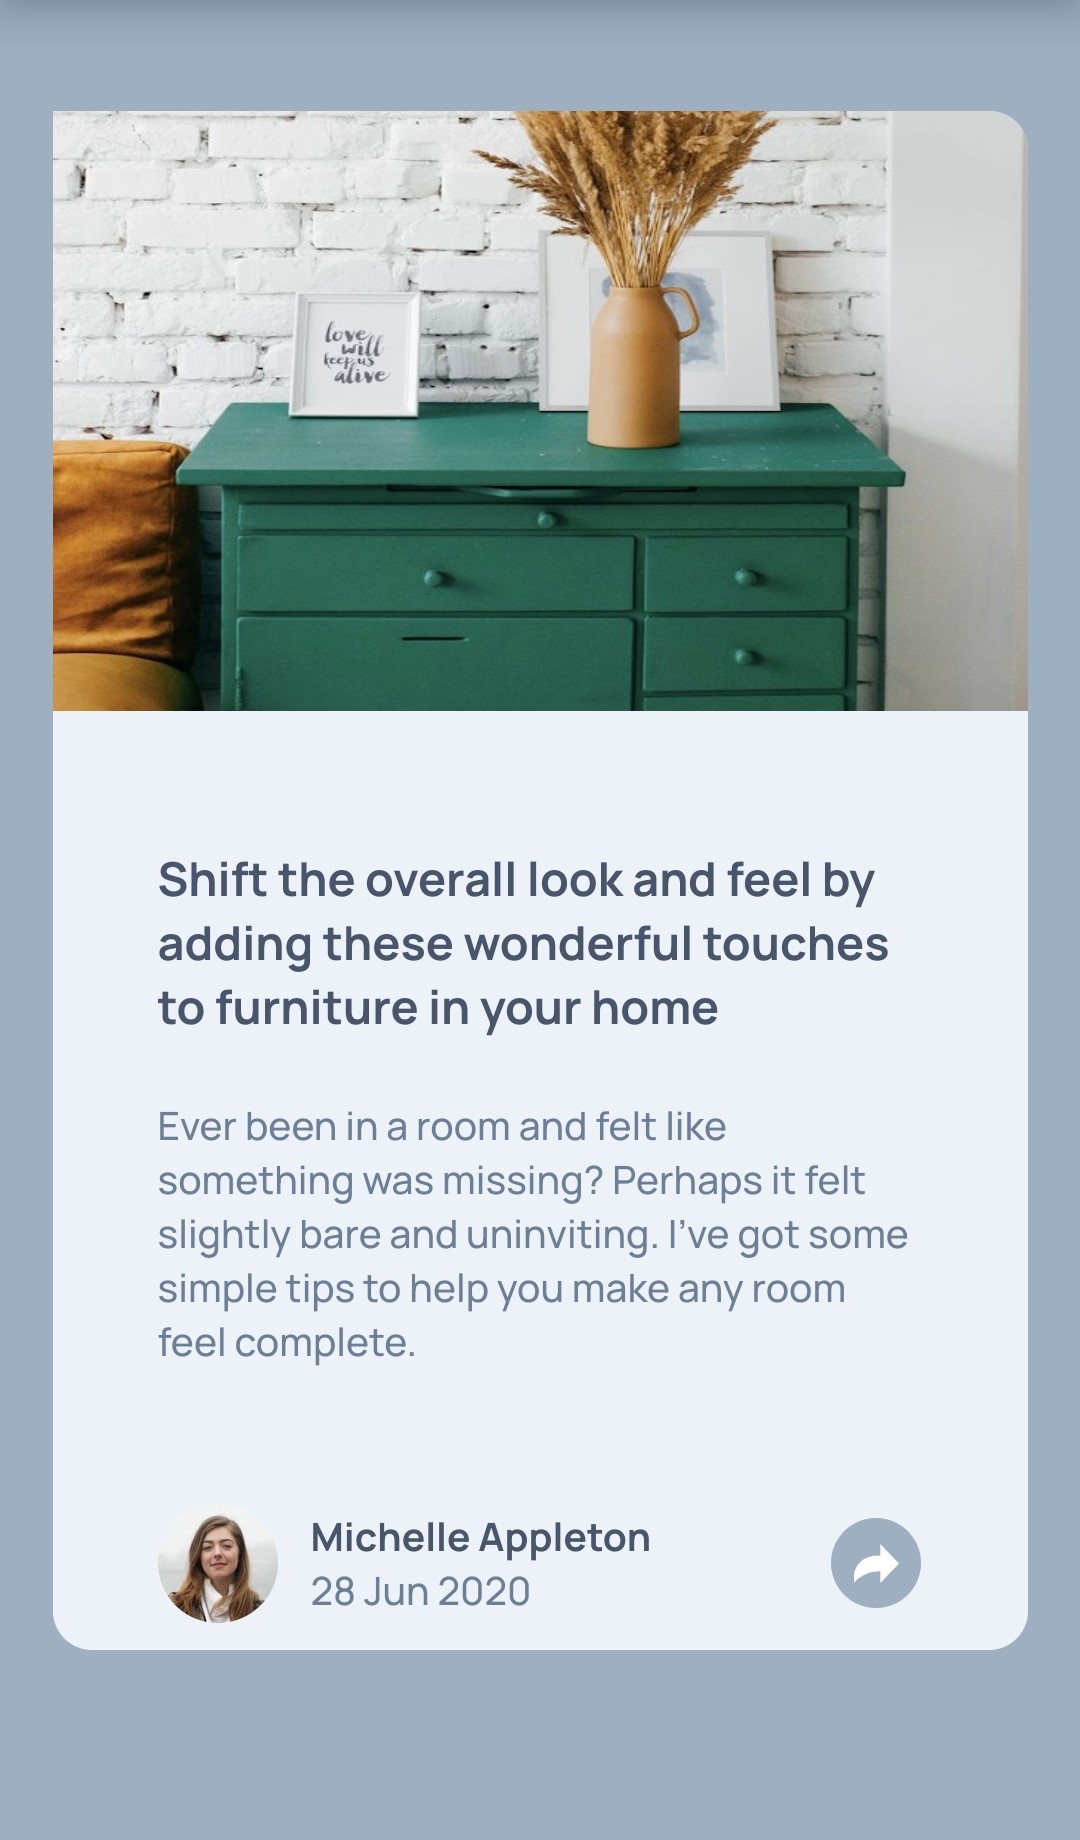 love
will
keep us
alive
Shift the overall look and feel by
adding these wonderful touches
to furniture in your home
Ever been in a room and felt like
something was missing? Perhaps it felt
slightly bare and uninviting. I’ve got some
simple tips to help you make any room
feel complete.
Michelle Appleton
28 Jun 2020